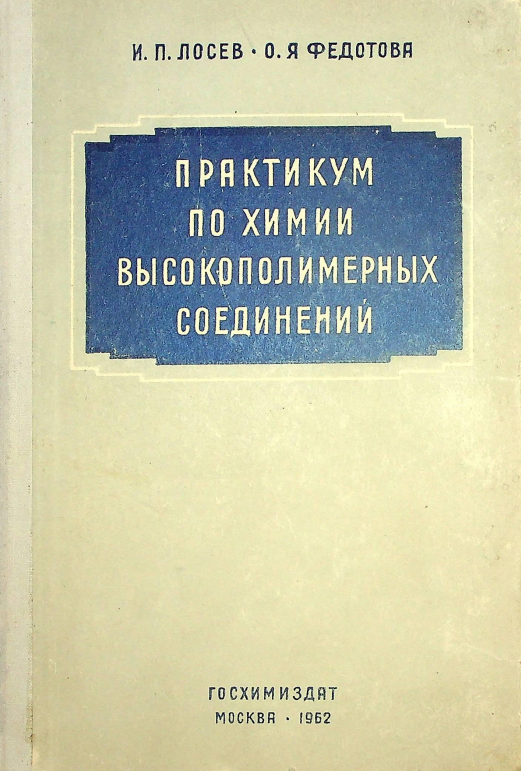 И. П. ЛОСЕВ · О. Я ФЕДОТОВА
ПРАКТИКУМ
ПО ХИМИИ
ВЫСОКОПОЛИМЕРНЫХ
СОЕДИНЕНИЙ
ГОСХИМИЗДАТ
МОСКВА · 1962